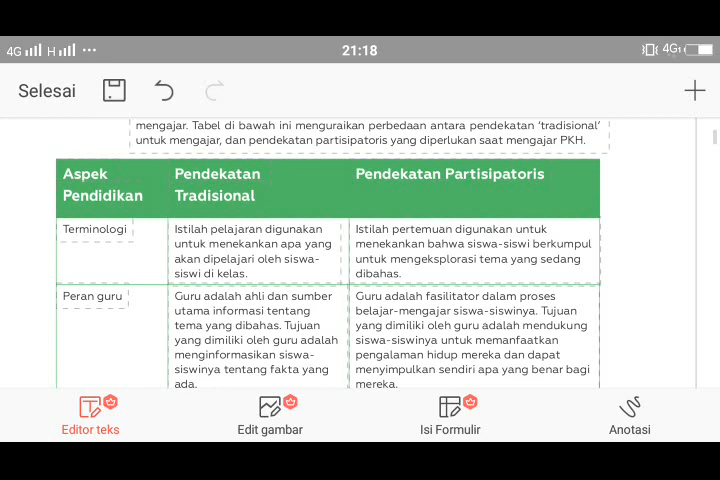 4G H ... 21:18 4G
Selesai
mengajar. Tabel di bawah ini menguraikan perbedaan antara pendekatan 'tradisional'
untuk mengajar, dan pendekatan partisipatoris yang diperlukan saat mengajar PKH.
Aspek
Pendidikan
Pendekatan
Tradisional
Pendekatan Partisipatoris
Terminologi
Istilah pelajaran digunakan
untuk menekankan apa yang
akan dipelajari oleh siswa-
siswi di kelas.
Istilah pertemuan digunakan untuk
menekankan bahwa siswa-siswi berkumpul
untuk mengeksplorasi tema yang sedang
dibahas.
Peran guru
Guru adalah ahli dan sumber
utama informasi tentang
tema yang dibahas. Tujuan
yang dimiliki oleh guru adalah
menginformasikan siswa-
siswinya tentang fakta yang
ada.
Guru adalah fasilitator dalam proses
belajar-mengajar siswa-siswinya. Tujuan
yang dimiliki oleh guru adalah mendukung
siswa-siswinya untuk memanfaatkan
pengalaman hidup mereka dan dapat
menyimpulkan sendiri apa yang benar bagi
mereka.
Editor teks
Edit gambar
Isi Formulir
Anotasi